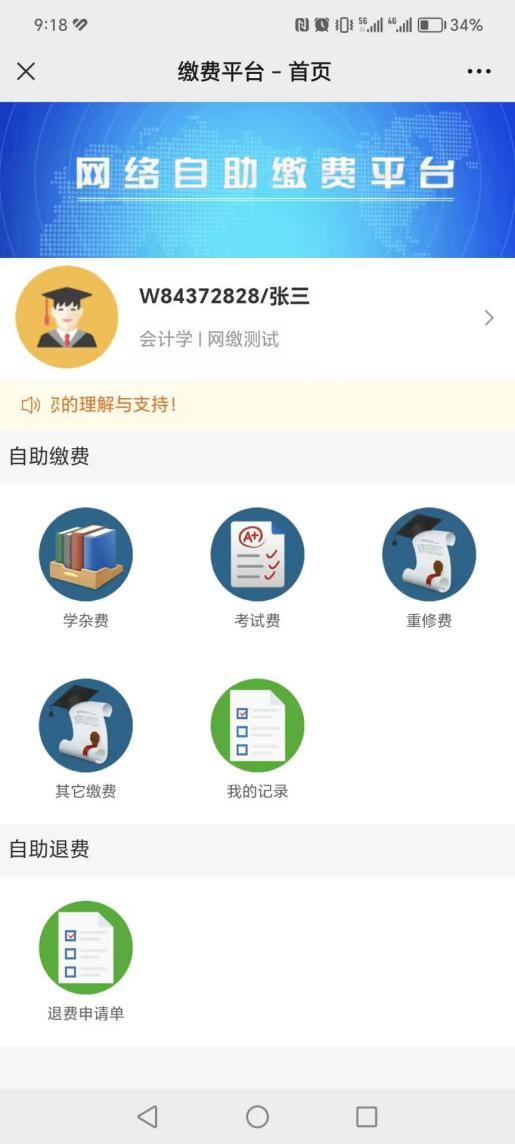 9:18
5G
4G
34%
缴费平台 - 首页
网络自助缴费平台
W84372828/张三
会计学 | 网缴测试
的理解与支持！
自助缴费
A+
学杂费
考试费
重修费
其它缴费
我的记录
自助退费
退费申请单